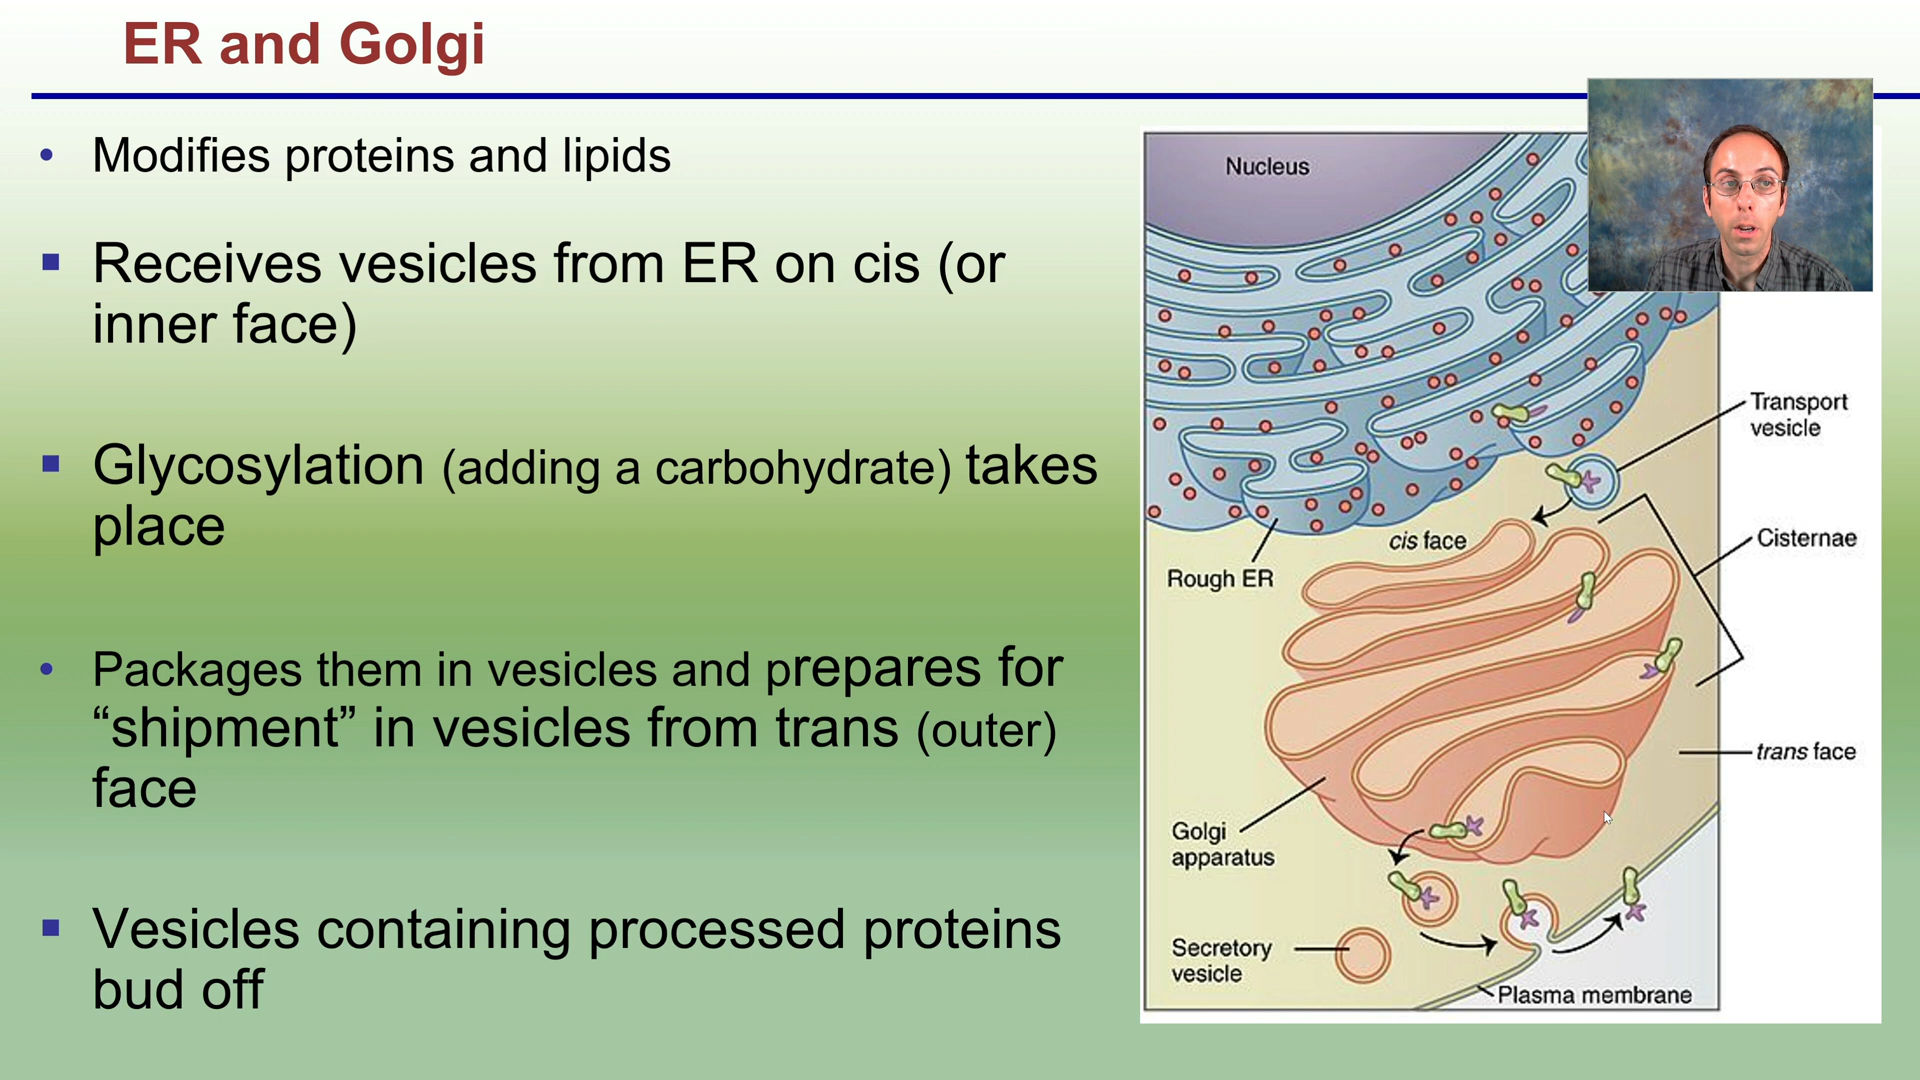 ER and Golgi
• Modifies proteins and lipids
▪ Receives vesicles from ER on cis (or
inner face)
▪ Glycosylation (adding a carbohydrate) takes
place
• Packages them in vesicles and prepares for
“shipment” in vesicles from trans (outer)
face
▪ Vesicles containing processed proteins
bud off
Nucleus
Transport
vesicle
cis face
Cisternae
Rough ER
trans face
Golgi
apparatus
Secretory
vesicle
Plasma membrane